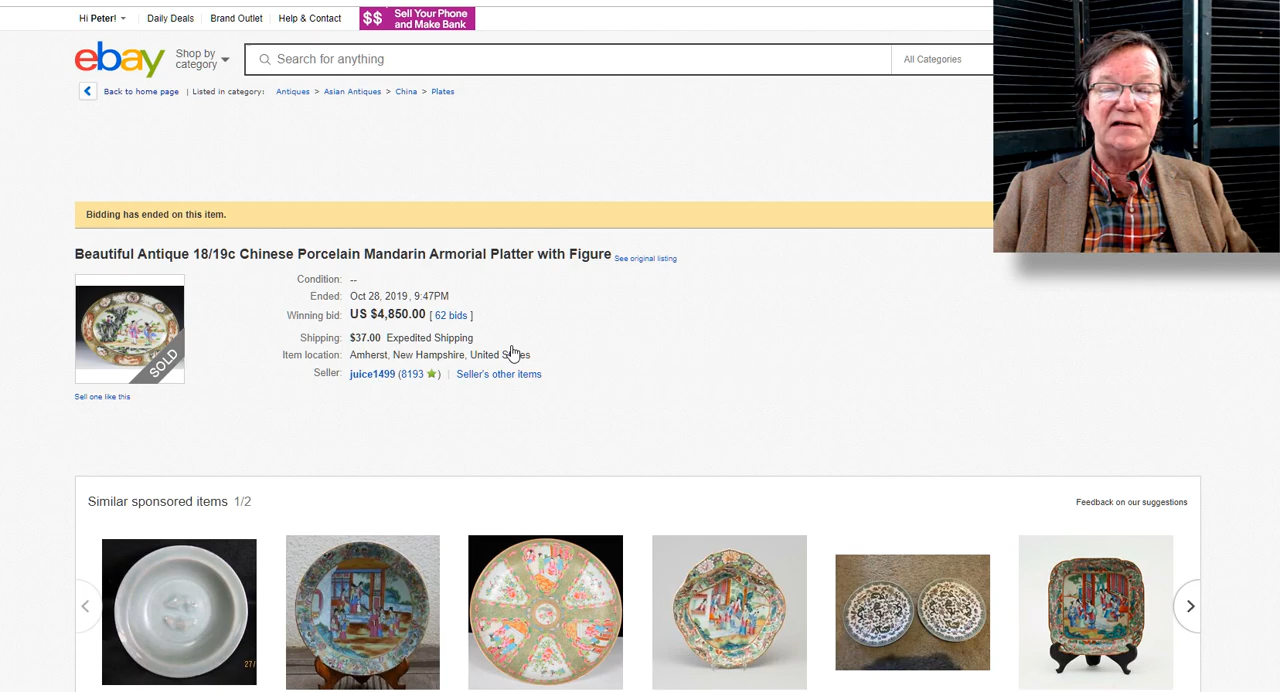 Hi Peter!
Daily Deals
Brand Outlet
Help & Contact
$$ Sell Your Phone
and Make Bank
ebay
Shop by
category
Search for anything
All Categories
Back to home page | Listed in category: Antiques > Asian Antiques > China > Plates
Bidding has ended on this item.
Beautiful Antique 18/19c Chinese Porcelain Mandarin Armorial Platter with Figure See original listing
SOLD
Condition: --
Ended: Oct 28, 2019 , 9:47PM
Winning bid: US $4,850.00 [ 62 bids ]
Shipping: $37.00 Expedited Shipping
Item location: Amherst, New Hampshire, United States
Seller: juice1499 (8193 ) | Seller's other items
Sell one like this
Similar sponsored items 1/2
Feedback on our suggestions
27/